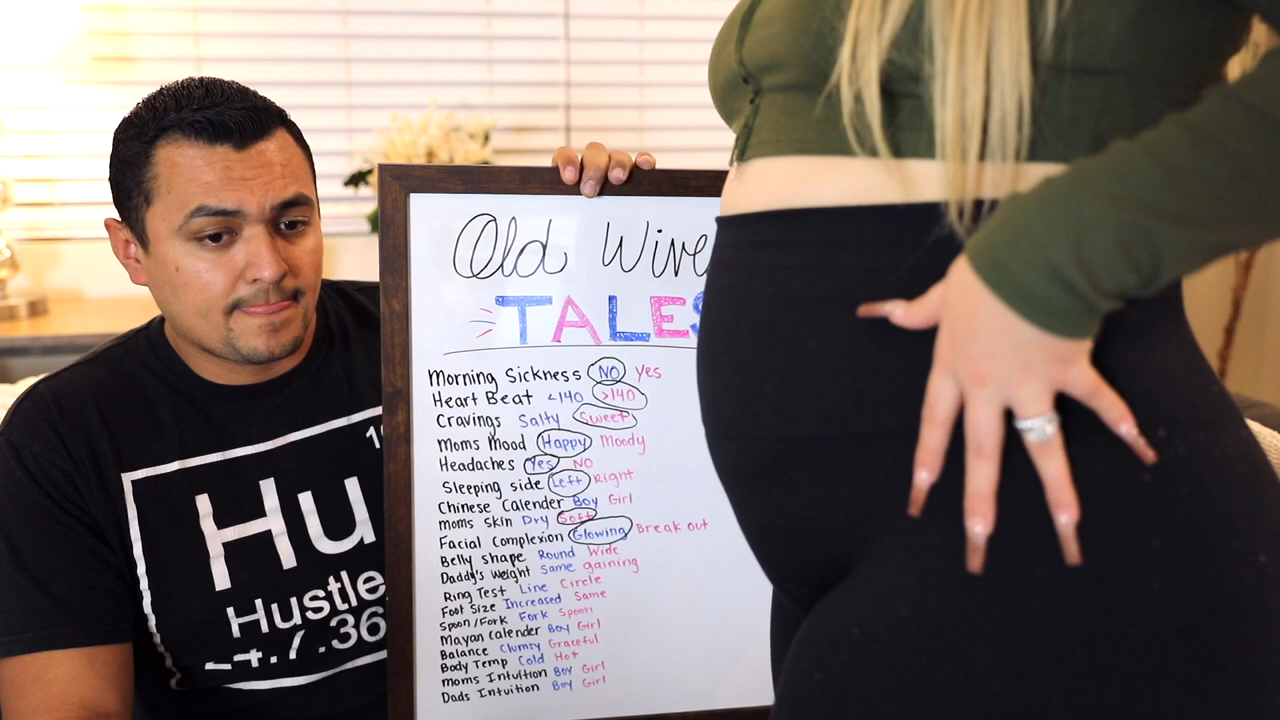 Old Wive
TALES
Morning Sickness NO Yes
Heart Beat <140 >140
Cravings Salty Sweet
Moms Mood Happy Moody
Headaches Yes NO
Sleeping side Left Right
Chinese Calender Boy Girl
Moms Skin Dry Soft
Facial Complexion Glowing Break out
Belly Shape Round Wide
Daddy's Weight Same gaining
Ring Test Line Circle
Foot Size Increased Same
Spoon/Fork Fork Spoon
Mayan Calender Boy Girl
Balance Clumzy Graceful
Body Temp Cold Hot
Moms Intuition Boy Girl
Dads Intuition Boy Girl
Hu
Hustle